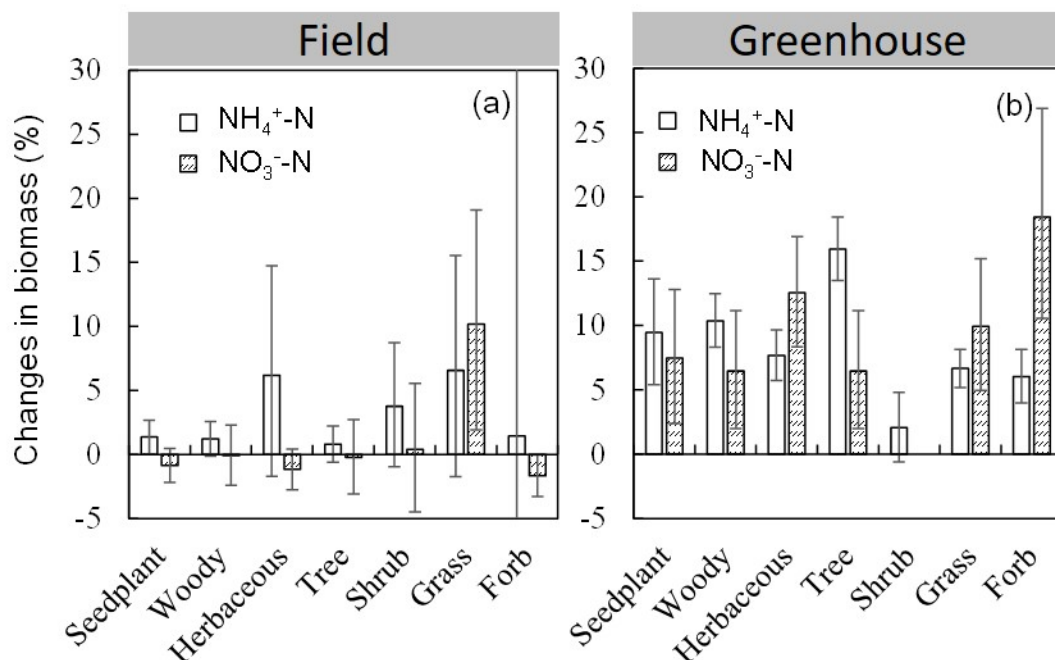 Field
Greenhouse
Changes in biomass (%)
30
25
20
15
10
5
0
-5
(a)
NH₄⁺-N
NO₃⁻-N
Seedplant
Woody
Herbaceous
Tree
Shrub
Grass
Forb
30
25
20
15
10
5
0
-5
(b)
NH₄⁺-N
NO₃⁻-N
Seedplant
Woody
Herbaceous
Tree
Shrub
Grass
Forb